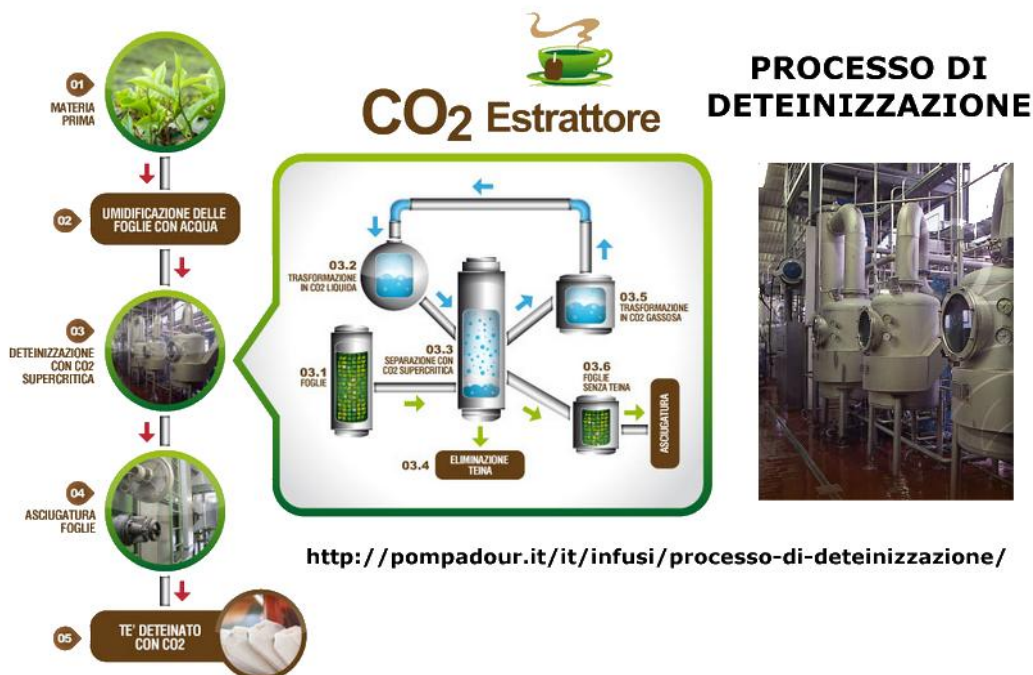 PROCESSO DI
DETEINIZZAZIONE
CO2 Estrattore
01
MATERIA
PRIMA
02
UMIDIFICAZIONE DELLE
FOGLIE CON ACQUA
03
DETEINIZZAZIONE
CON CO2
SUPERCRITICA
04
ASCIUGATURA
FOGLIE
05
TE' DETEINATO
CON CO2
03.1
FOGLIE
03.2
TRASFORMAZIONE
IN CO2 LIQUIDA
03.3
SEPARAZIONE CON
CO2 SUPERCRITICA
03.4
ELIMINAZIONE
TEINA
03.5
TRASFORMAZIONE
IN CO2 GASSOSA
03.6
FOGLIE
SENZA TEINA
ASCIUGATURA
http://pompadour.it/it/infusi/processo-di-deteinizzazione/